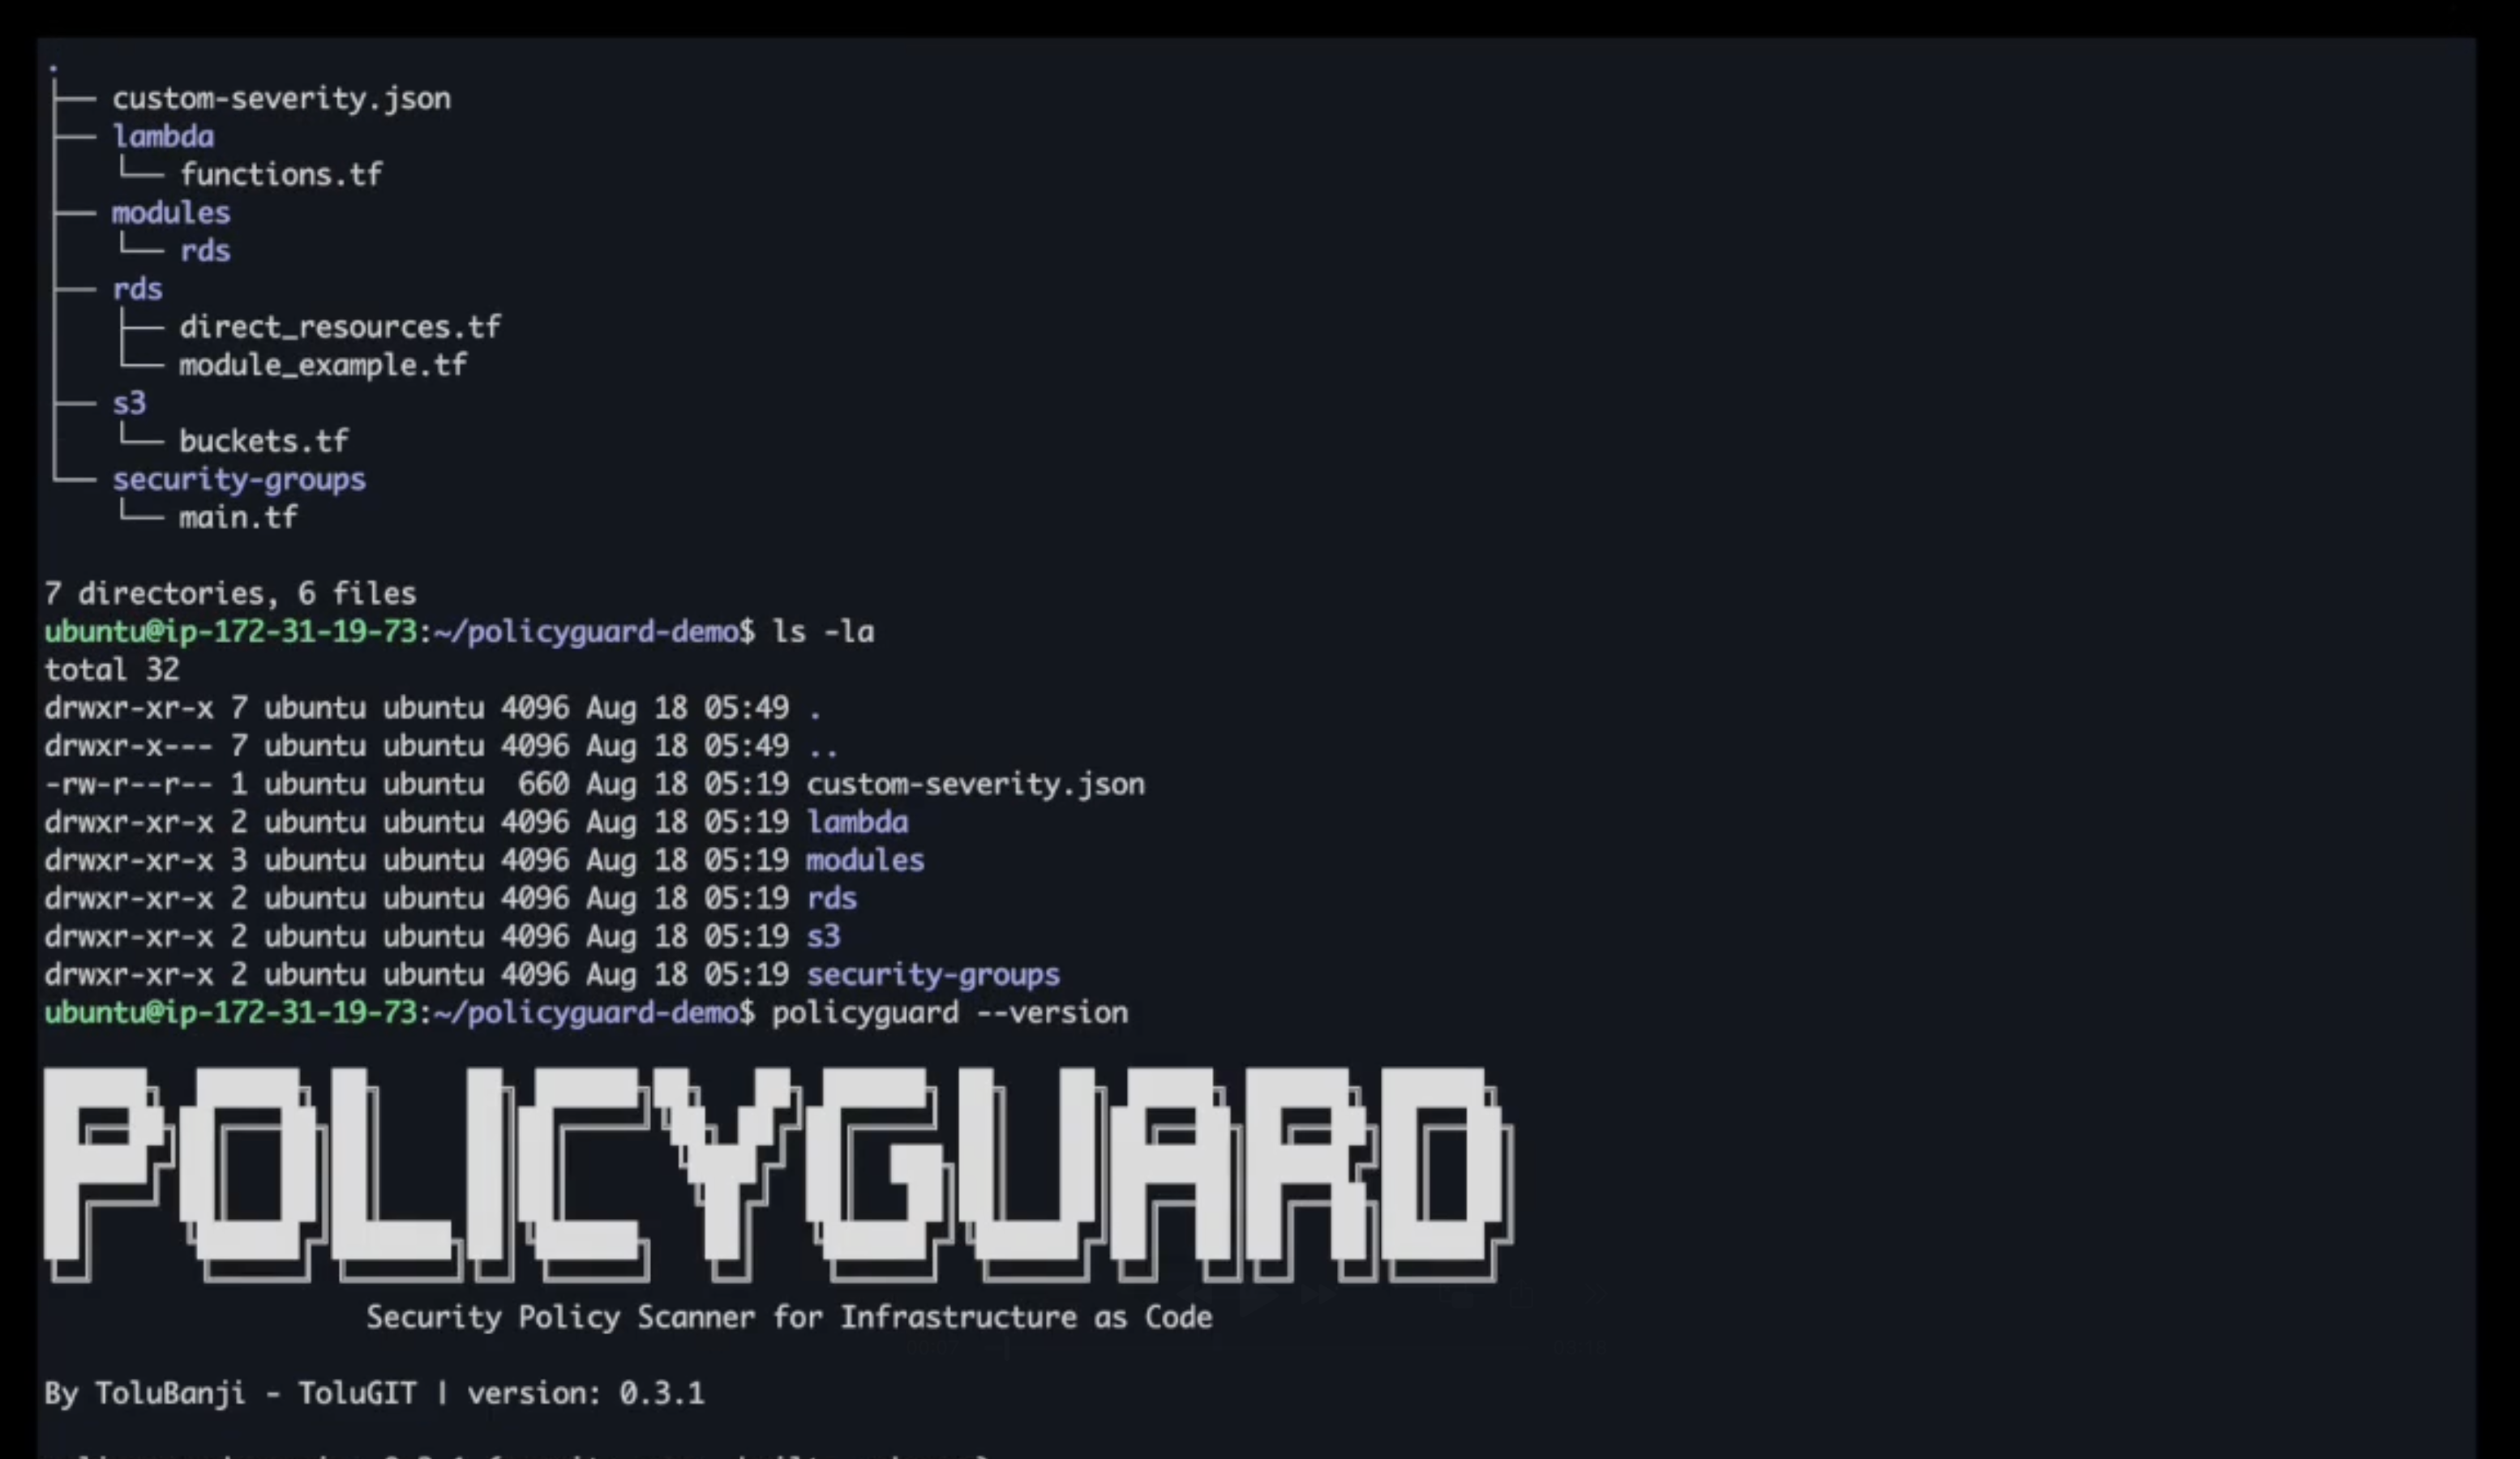 .
├── custom-severity.json
├── lambda
│   └── functions.tf
├── modules
│   └── rds
├── rds
│   ├── direct_resources.tf
│   └── module_example.tf
├── s3
│   └── buckets.tf
└── security-groups
    └── main.tf
7 directories, 6 files
ubuntu@ip-172-31-19-73:~/policyguard-demo$ ls -la
total 32
drwxr-xr-x 7 ubuntu ubuntu 4096 Aug 18 05:49 .
drwxr-x--- 7 ubuntu ubuntu 4096 Aug 18 05:49 ..
-rw-r--r-- 1 ubuntu ubuntu  660 Aug 18 05:19 custom-severity.json
drwxr-xr-x 2 ubuntu ubuntu 4096 Aug 18 05:19 lambda
drwxr-xr-x 3 ubuntu ubuntu 4096 Aug 18 05:19 modules
drwxr-xr-x 2 ubuntu ubuntu 4096 Aug 18 05:19 rds
drwxr-xr-x 2 ubuntu ubuntu 4096 Aug 18 05:19 s3
drwxr-xr-x 2 ubuntu ubuntu 4096 Aug 18 05:19 security-groups
ubuntu@ip-172-31-19-73:~/policyguard-demo$ policyguard --version
POLICYGUARD
Security Policy Scanner for Infrastructure as Code
By ToluBanji - ToluGIT | version: 0.3.1